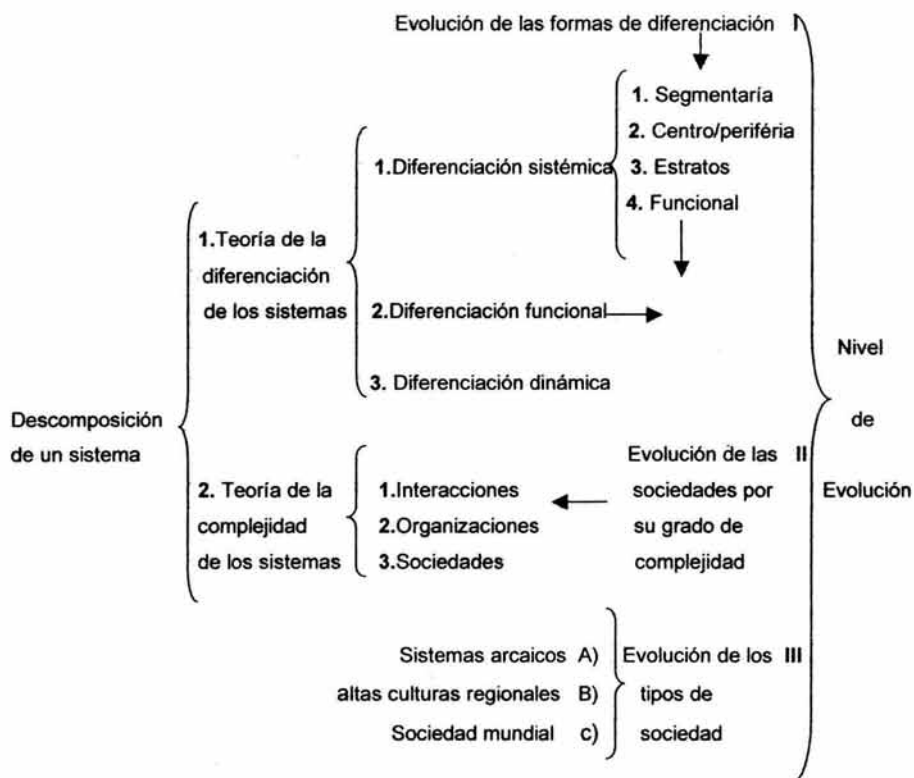 Evolución de las formas de diferenciación I
1. Segmentaría
2. Centro/periféria
1.Diferenciación sistémica
3. Estratos
4. Funcional
1.Teoría de la
diferenciación
de los sistemas
2.Diferenciación funcional
Nivel
3. Diferenciación dinámica
Descomposición
de un sistema
de
2. Teoría de la
complejidad
de los sistemas
1.Interacciones
2.Organizaciones
3.Sociedades
Evolución de las II
sociedades por
su grado de
complejidad
Evolución
Sistemas arcaicos A)
altas culturas regionales B)
Sociedad mundial c)
Evolución de los III
tipos de
sociedad